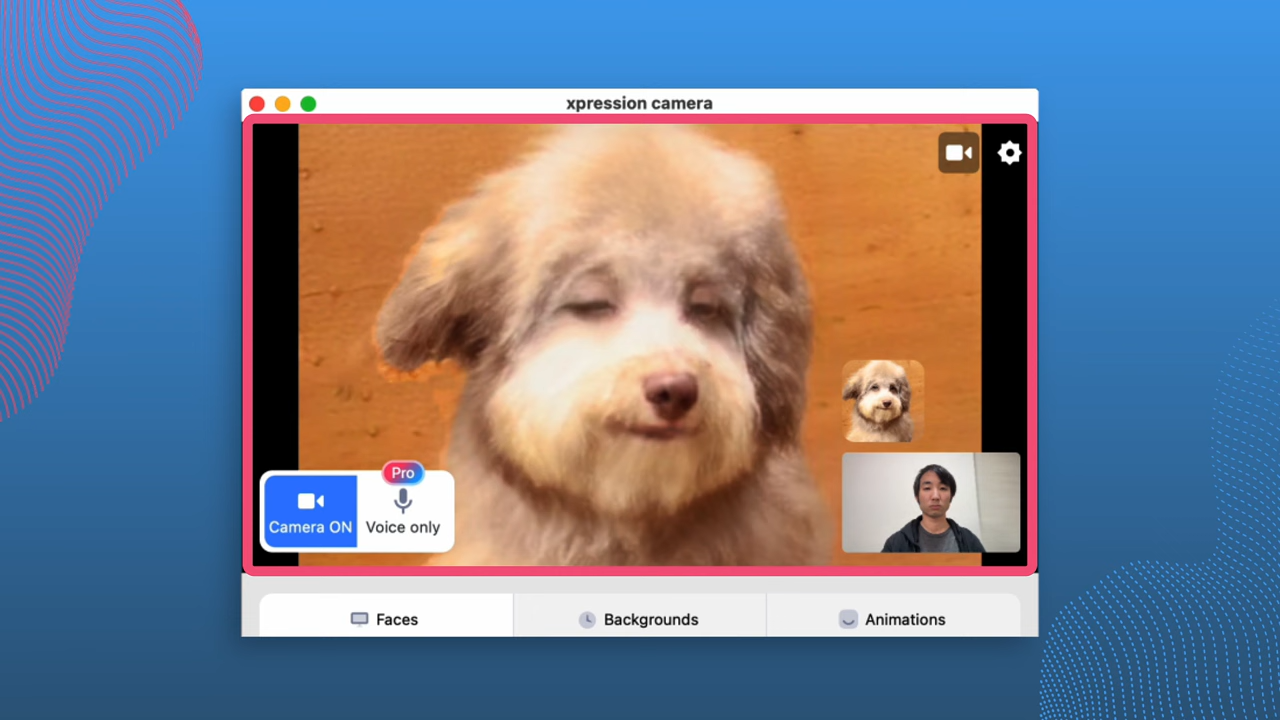 xpression camera
Pro
Camera ON
Voice only
Faces
Backgrounds
Animations